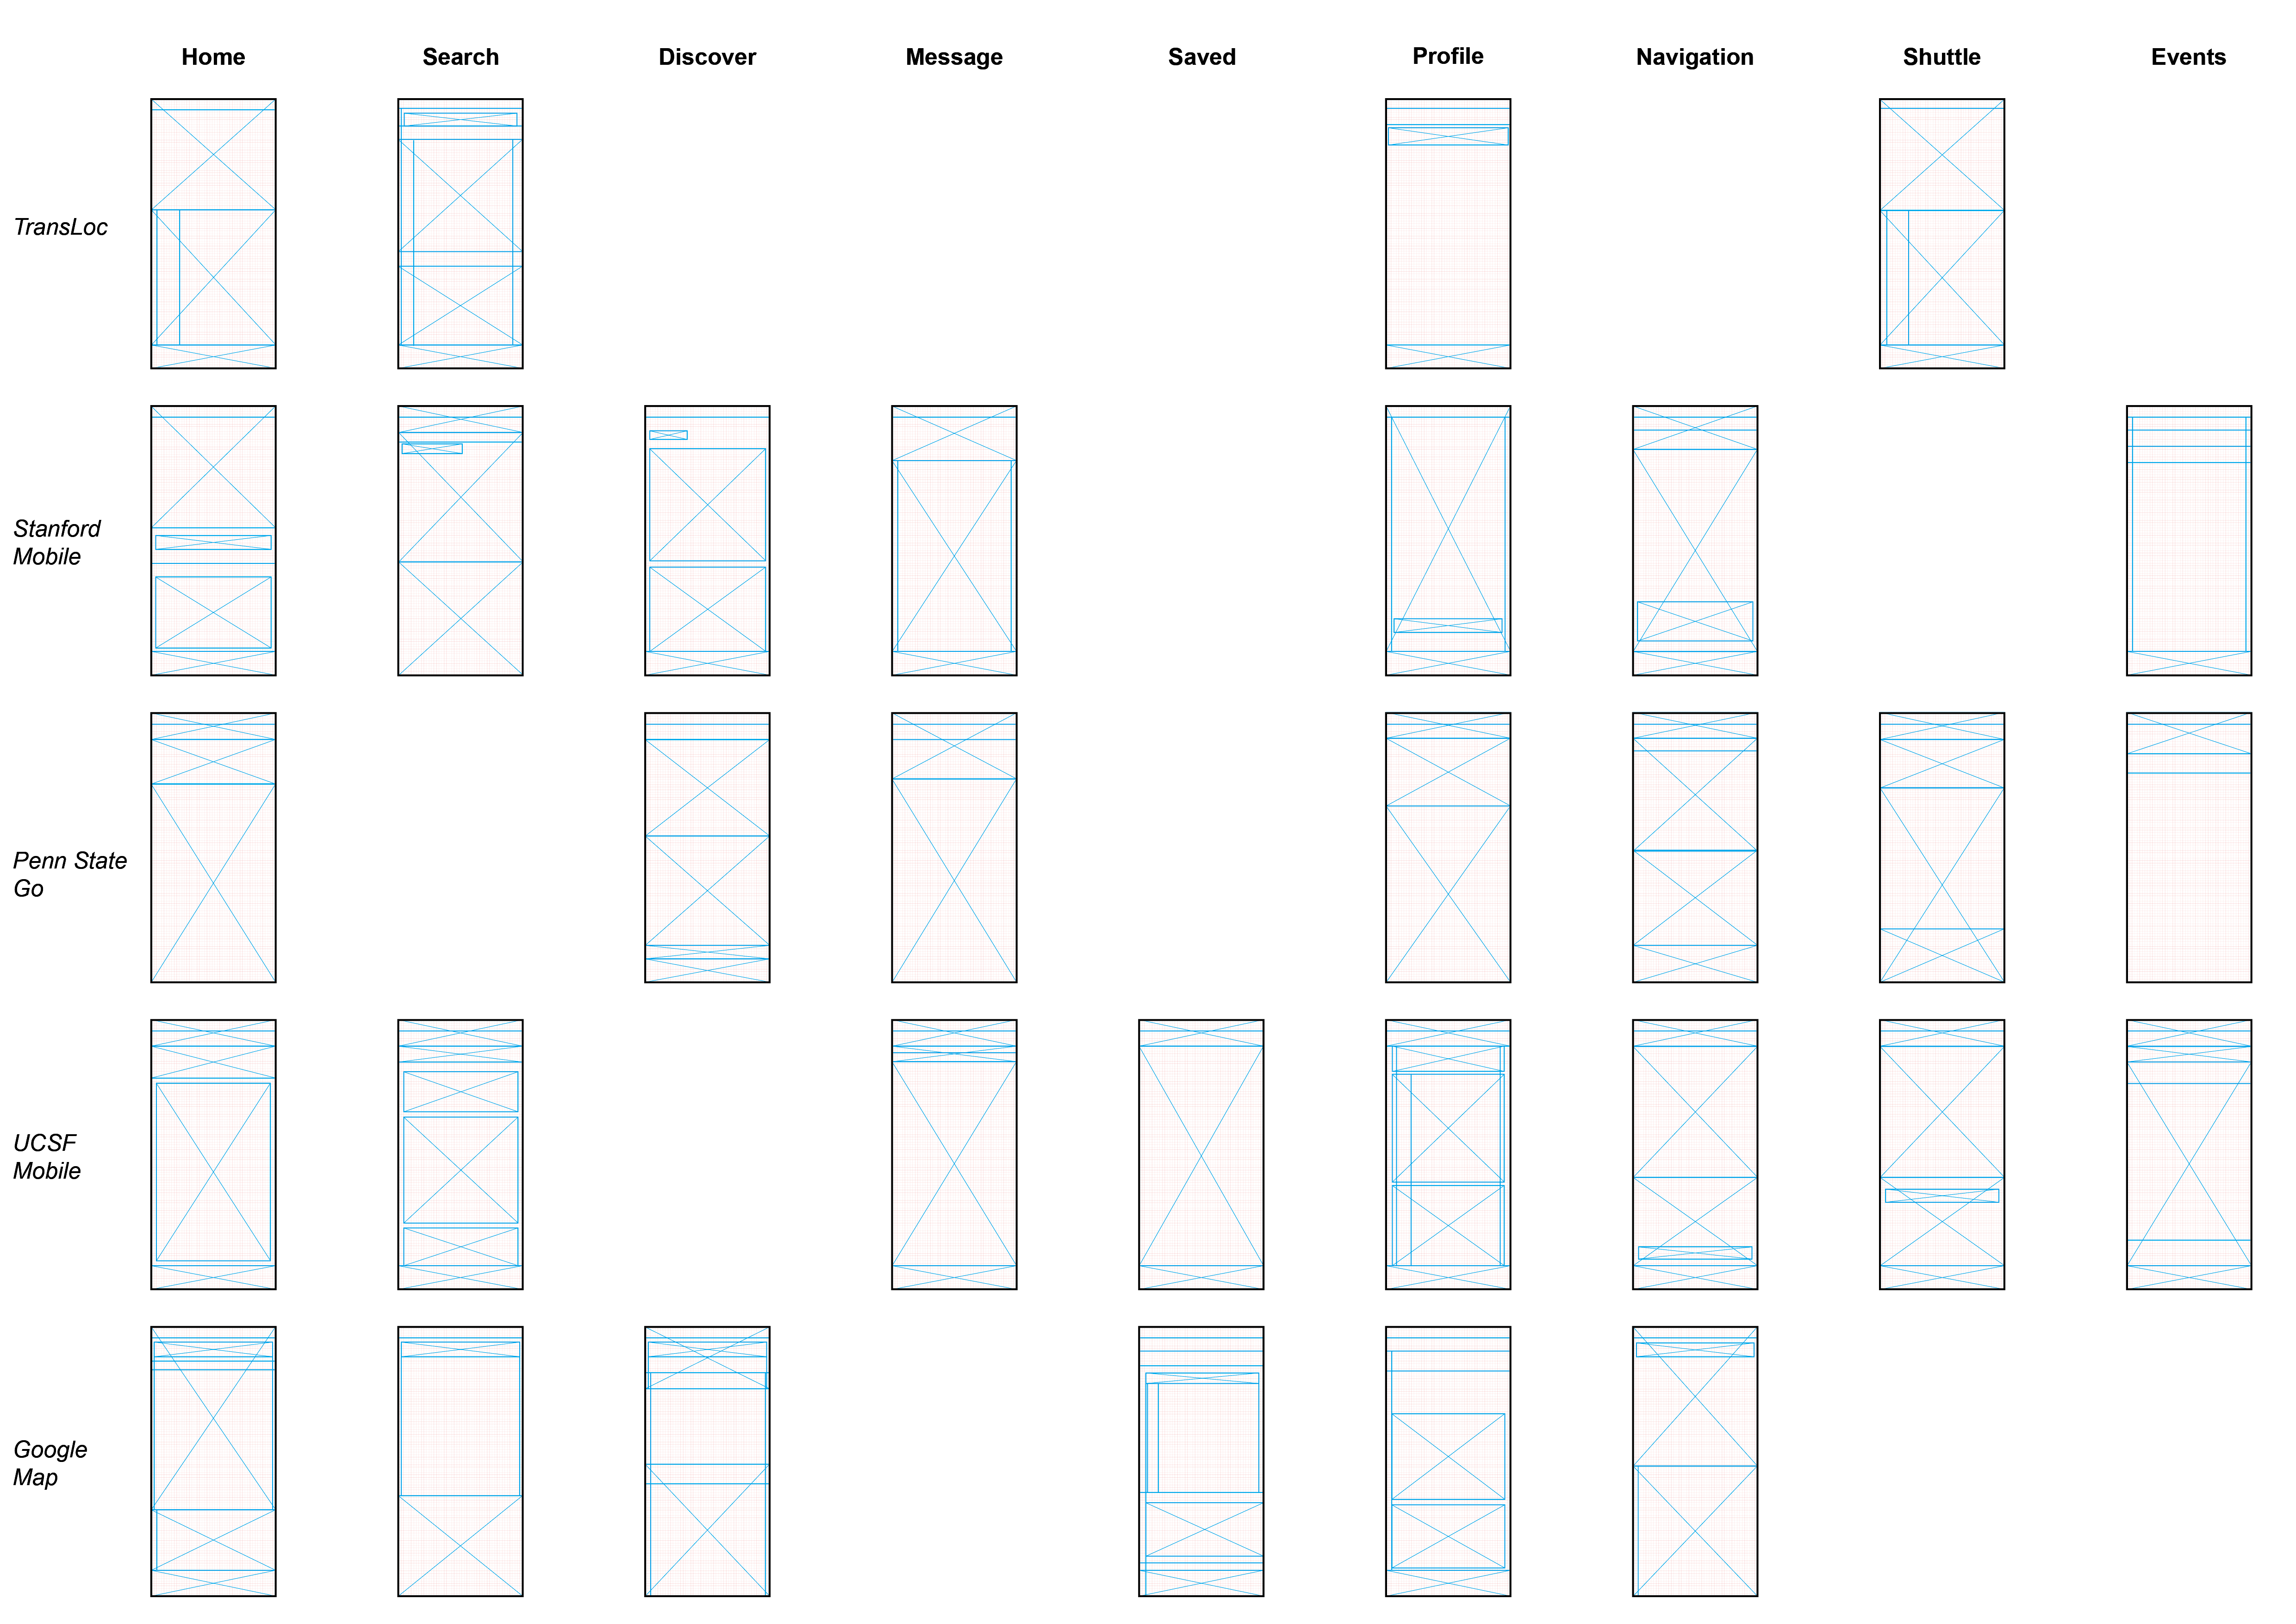 Home Search Discover Message Saved Profile Navigation Shuttle Events
TransLoc
Stanford
Mobile
Penn State
Go
UCSF
Mobile
Google
Map